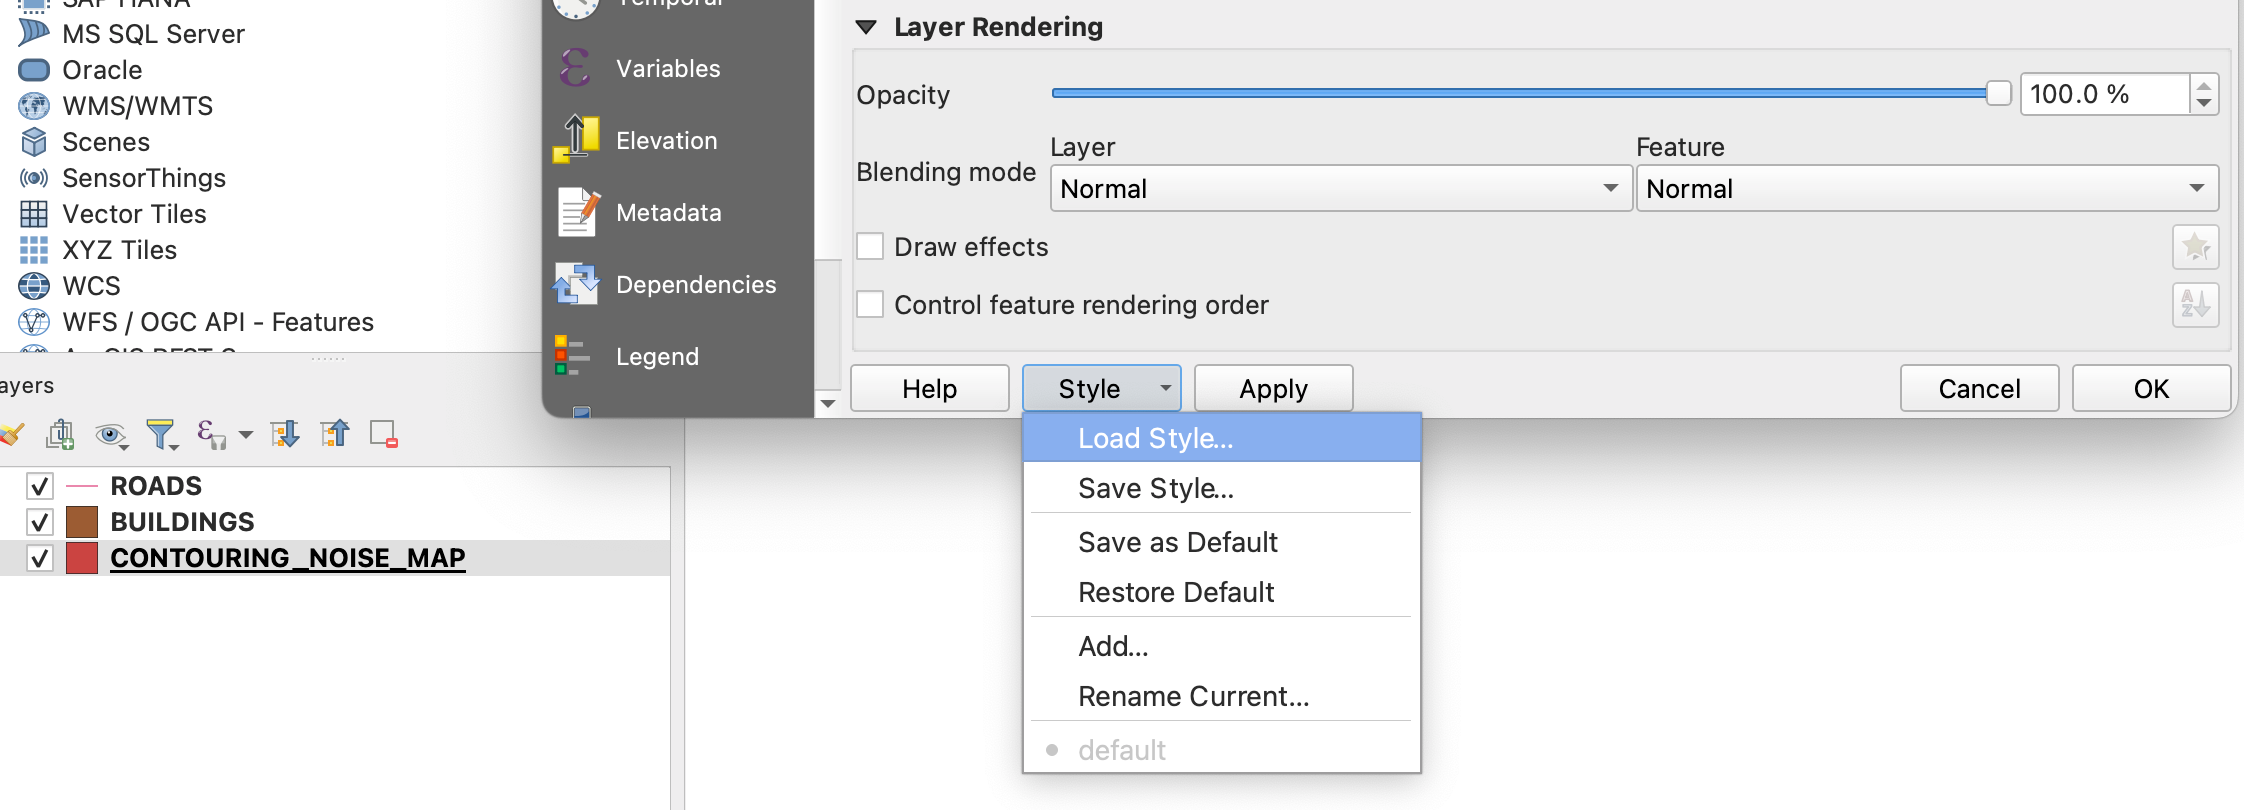 SAP HANA
MS SQL Server
Oracle
WMS/WMTS
Scenes
SensorThings
Vector Tiles
XYZ Tiles
WCS
WFS / OGC API - Features
ayers
ROADS
BUILDINGS
CONTOURING_NOISE_MAP
Temporal
Variables
Elevation
Metadata
Dependencies
Legend
Layer Rendering
Opacity
100.0 %
Layer
Feature
Blending mode
Normal
Normal
Draw effects
Control feature rendering order
Help
Style
Apply
Cancel
OK
Load Style...
Save Style...
Save as Default
Restore Default
Add...
Rename Current...
default